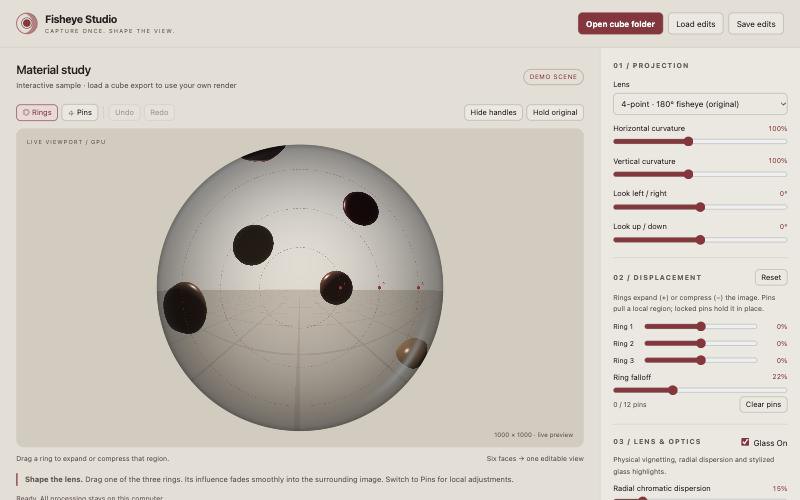 Fisheye Studio
CAPTURE ONCE. SHAPE THE VIEW.
Open cube folder
Load edits
Save edits
Material study
Interactive sample · load a cube export to use your own render
DEMO SCENE
Rings
Pins
Undo
Redo
Hide handles
Hold original
LIVE VIEWPORT / GPU
1000 × 1000 · live preview
Drag a ring to expand or compress that region.
Six faces → one editable view
Shape the lens. Drag one of the three rings. Its influence fades smoothly into the surrounding image. Switch to Pins for local adjustments.
Ready. All processing stays on this computer.
01 / PROJECTION
Lens
4-point · 180° fisheye (original)
Horizontal curvature 100%
Vertical curvature 100%
Look left / right 0°
Look up / down 0°
02 / DISPLACEMENT
Reset
Rings expand (+) or compress (−) the image. Pins
pull a local region; locked pins hold it in place.
Ring 1 0%
Ring 2 0%
Ring 3 0%
Ring falloff 22%
0 / 12 pins
Clear pins
03 / LENS & OPTICS
Glass On
Physical vignetting, radial dispersion and stylized
glass highlights.
Radial chromatic dispersion 15%